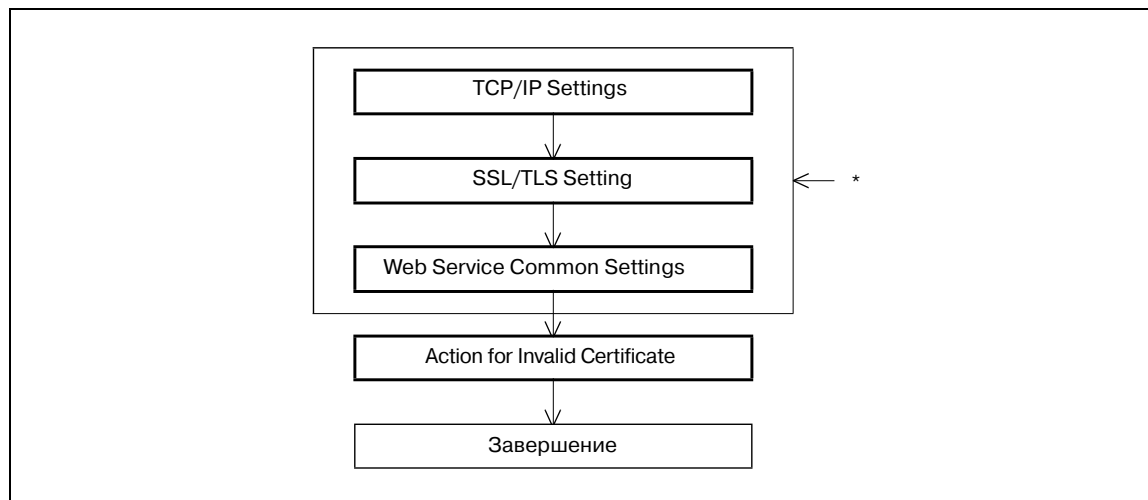 TCP/IP Settings
SSL/TLS Setting
*
Web Service Common Settings
Action for Invalid Certificate
Завершение